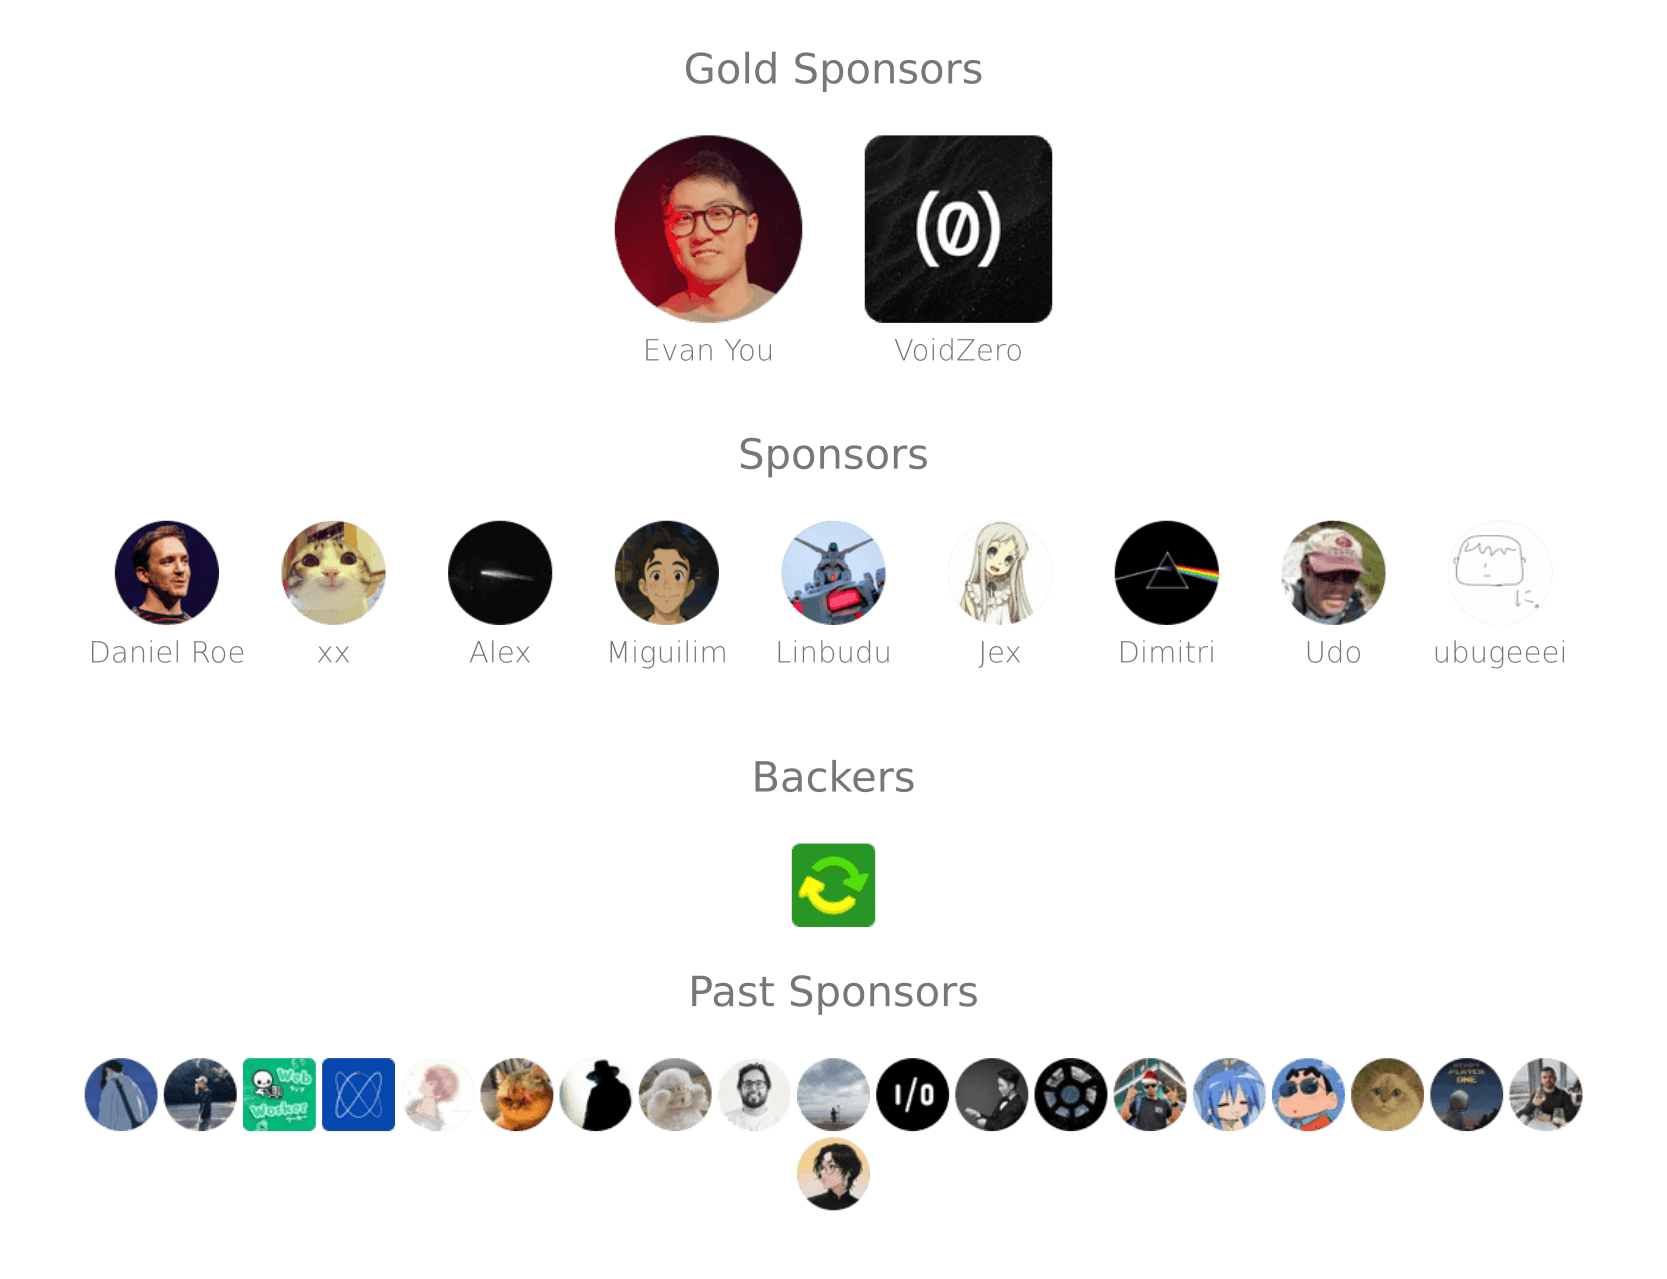 Gold Sponsors
(0)
Evan You
VoidZero
Sponsors
Daniel Roe
xx
Alex
Miguilim
Linbudu
Jex
Dimitri
Udo
ubugeeei
Backers
Past Sponsors
Web
Worker
I/O
PLAYER
ONE